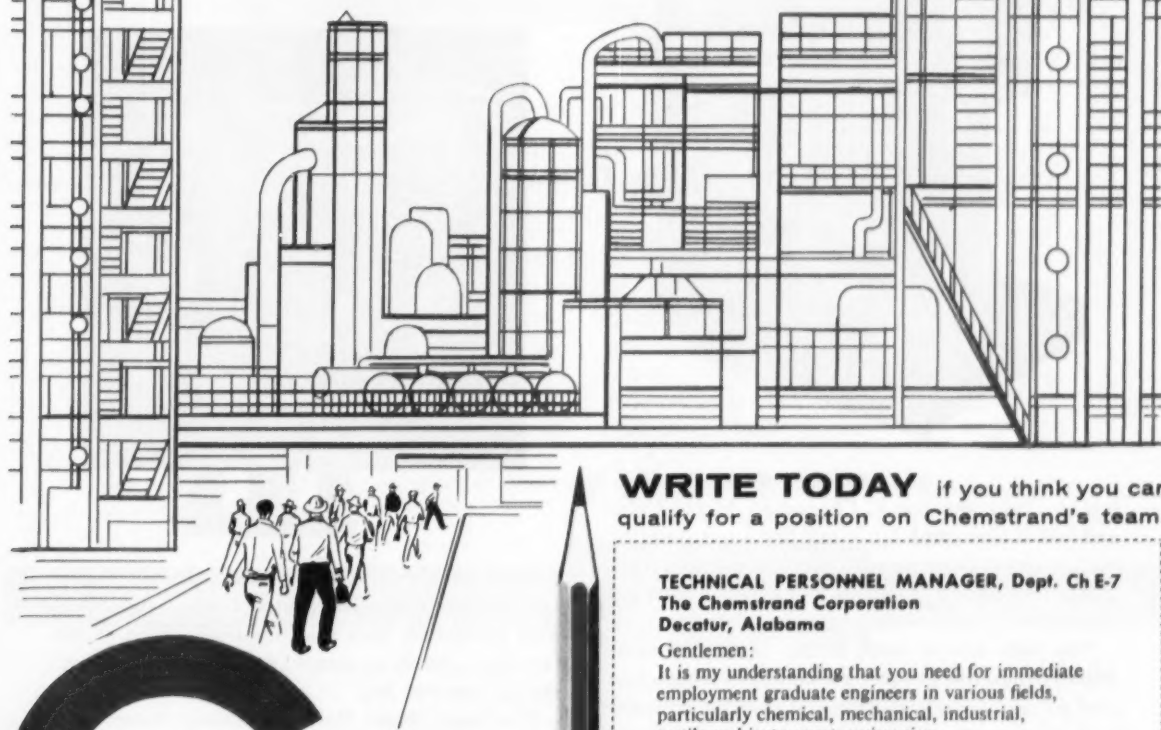 WRITE TODAY if you think you can
qualify for a position on Chemstrand's team
TECHNICAL PERSONNEL MANAGER, Dept. Ch E-7
The Chemstrand Corporation
Decatur, Alabama
Gentlemen:
It is my understanding that you need for immediate
employment graduate engineers in various fields,
particularly chemical, mechanical, industrial,